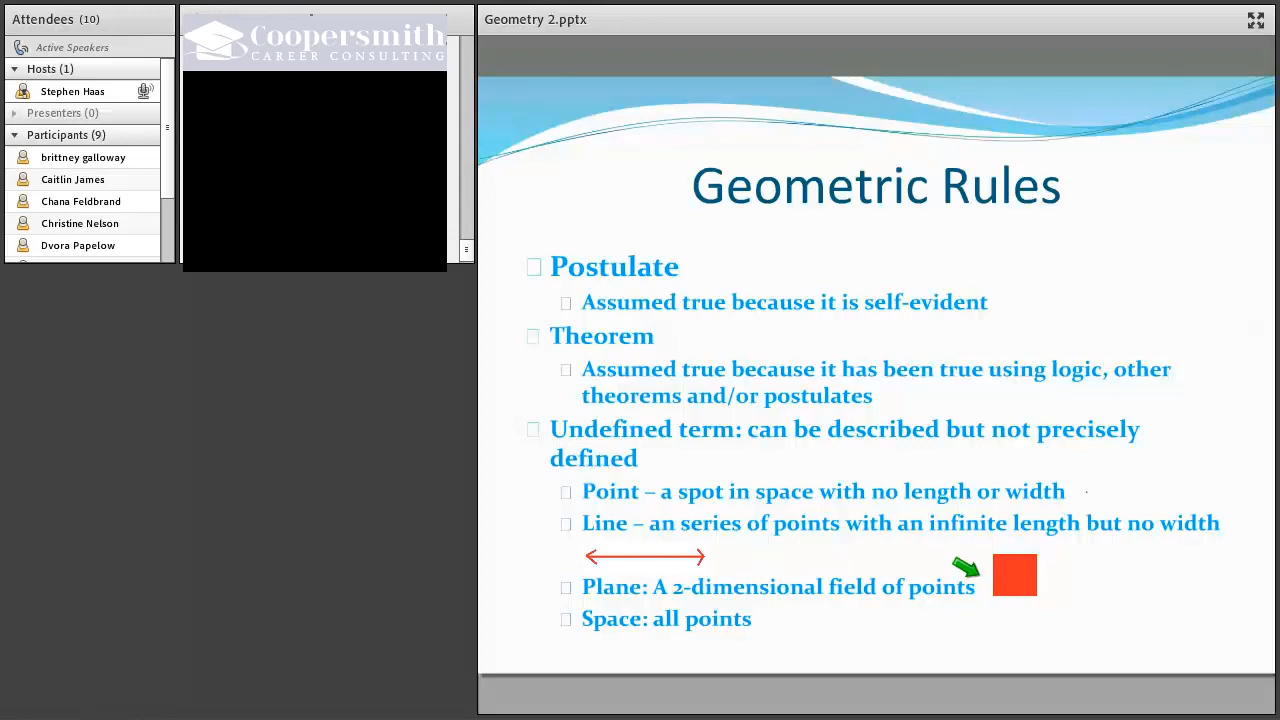 Attendees (10)
Active Speakers
Hosts (1)
Stephen Haas
Presenters (0)
Participants (9)
brittney galloway
Caitlin James
Chana Feldbrand
Christine Nelson
Dvora Papelow
Coopersmith
CAREER CONSULTING
Geometry 2.pptx
Geometric Rules
Postulate
Assumed true because it is self-evident
Theorem
Assumed true because it has been true using logic, other
theorems and/or postulates
Undefined term: can be described but not precisely
defined
Point – a spot in space with no length or width
Line – an series of points with an infinite length but no width
Plane: A 2-dimensional field of points
Space: all points